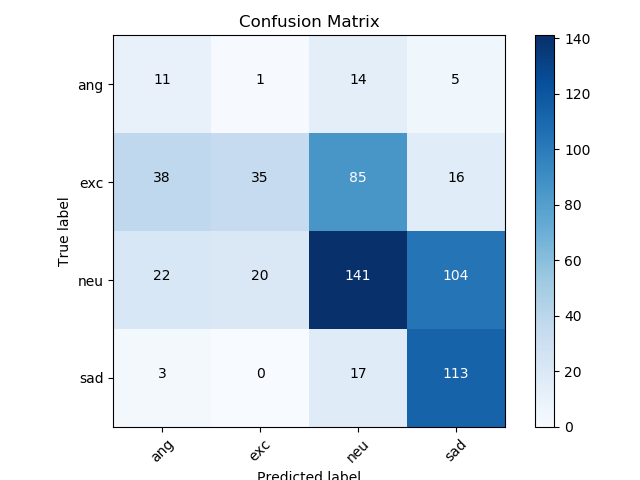 Confusion Matrix
True label
ang 11 1 14 5
exc 38 35 85 16
neu 22 20 141 104
sad 3 0 17 113
ang exc neu sad
Predicted label
140
120
100
80
60
40
20
0